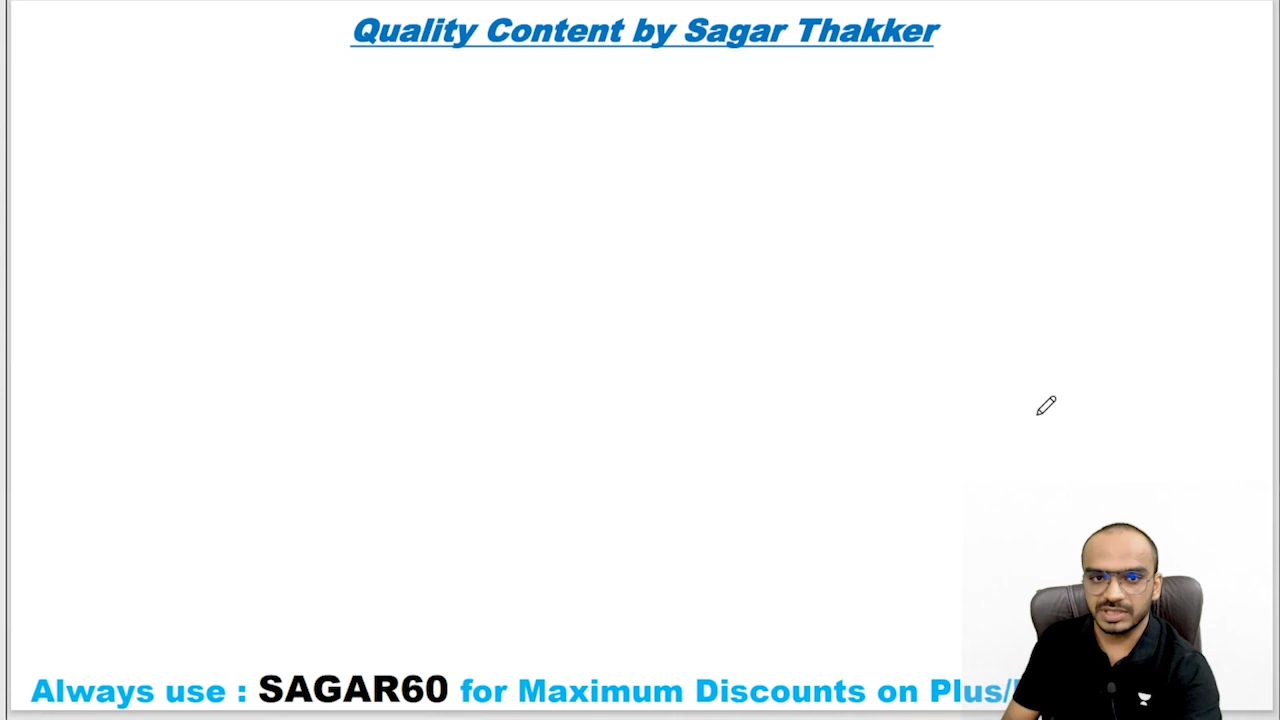 Quality Content by Sagar Thakker
Always use : SAGAR60 for Maximum Discounts on Plus/